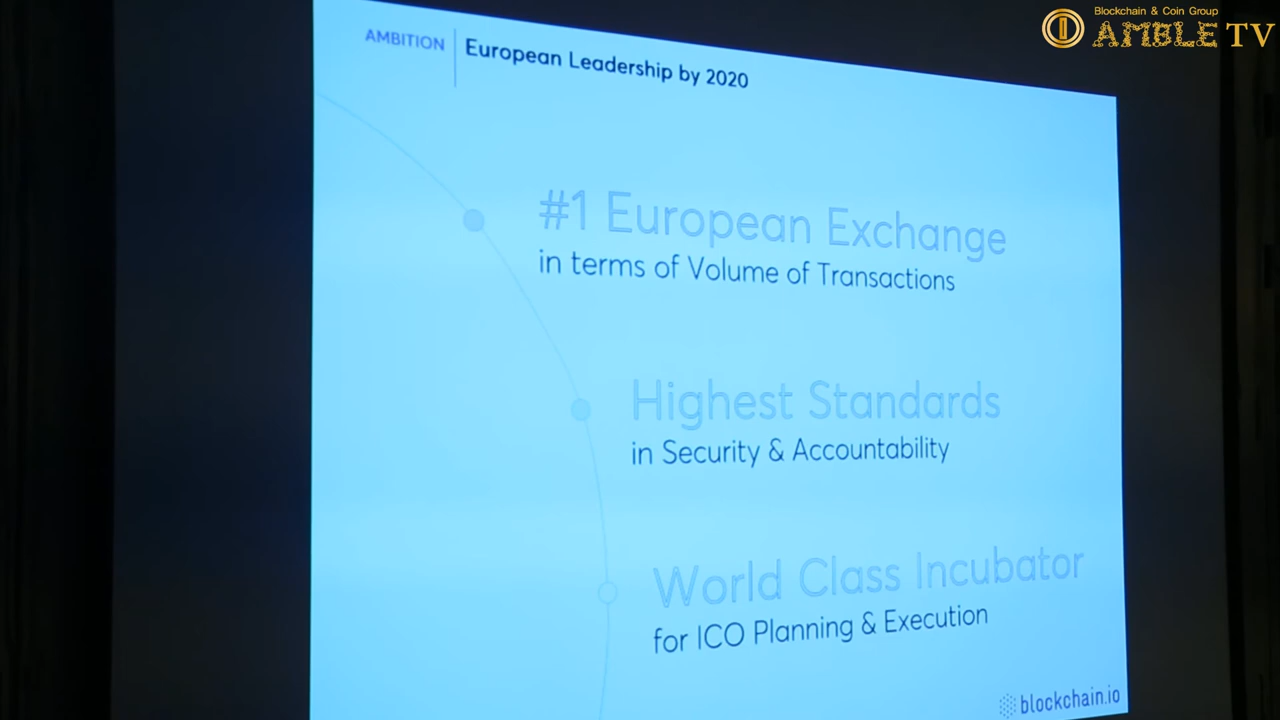 Blockchain & Coin Group
AMBLE TV
AMBITION
European Leadership by 2020
#1 European Exchange
in terms of Volume of Transactions
Highest Standards
in Security & Accountability
World Class Incubator
for ICO Planning & Execution
blockchain.io